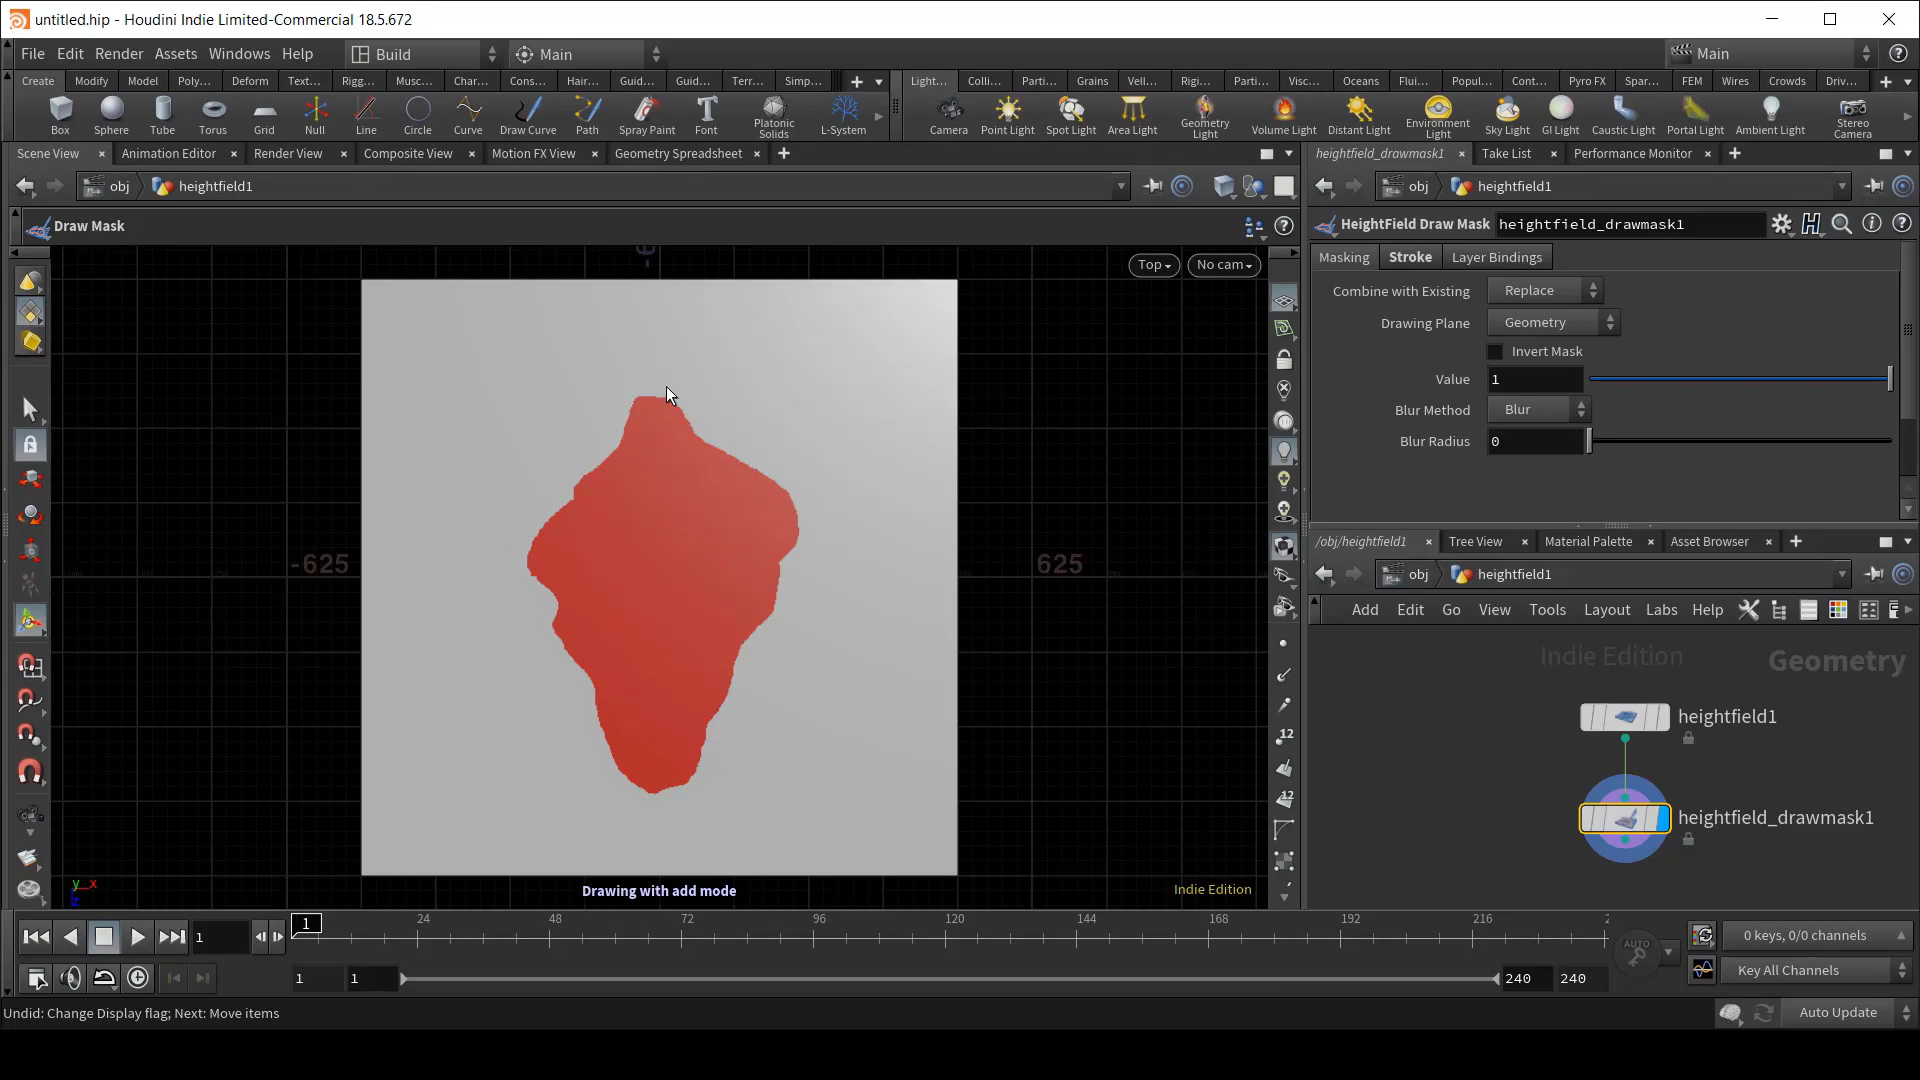 untitled.hip - Houdini Indie Limited-Commercial 18.5.672
File Edit Render Assets Windows Help Build Main Main
Create Modify Model Poly... Deform Text... Rigg... Musc... Char... Cons... Hair... Guid... Guid... Terr... Simp... Light... Colli... Parti... Grains Vell... Rigi... Parti... Visc... Oceans Flui... Popul... Cont... Pyro FX Spar... FEM Wires Crowds Driv...
Box Sphere Tube Torus Grid Null Line Circle Curve Draw Curve Path Spray Paint Font Platonic Solids L-System Camera Point Light Spot Light Area Light Geometry Light Volume Light Distant Light Environment Light Sky Light GI Light Caustic Light Portal Light Ambient Light Stereo Camera
Scene View Animation Editor Render View Composite View Motion FX View Geometry Spreadsheet
obj heightfield1
Draw Mask
Top No cam
-625
625
12
12
y x
z
Drawing with add mode
Indie Edition
heightfield_drawmask1 Take List Performance Monitor
obj heightfield1
HeightField Draw Mask heightfield_drawmask1
Masking Stroke Layer Bindings
Combine with Existing Replace
Drawing Plane Geometry
Invert Mask
Value 1
Blur Method Blur
Blur Radius 0
/obj/heightfield1 Tree View Material Palette Asset Browser
obj heightfield1
Add Edit Go View Tools Layout Labs Help
Indie Edition Geometry
heightfield1
heightfield_drawmask1
1 1 24 48 72 96 120 144 168 192 216 2
AUTO
0 keys, 0/0 channels
1 1 240 240
Key All Channels
Undid: Change Display flag; Next: Move items
Auto Update